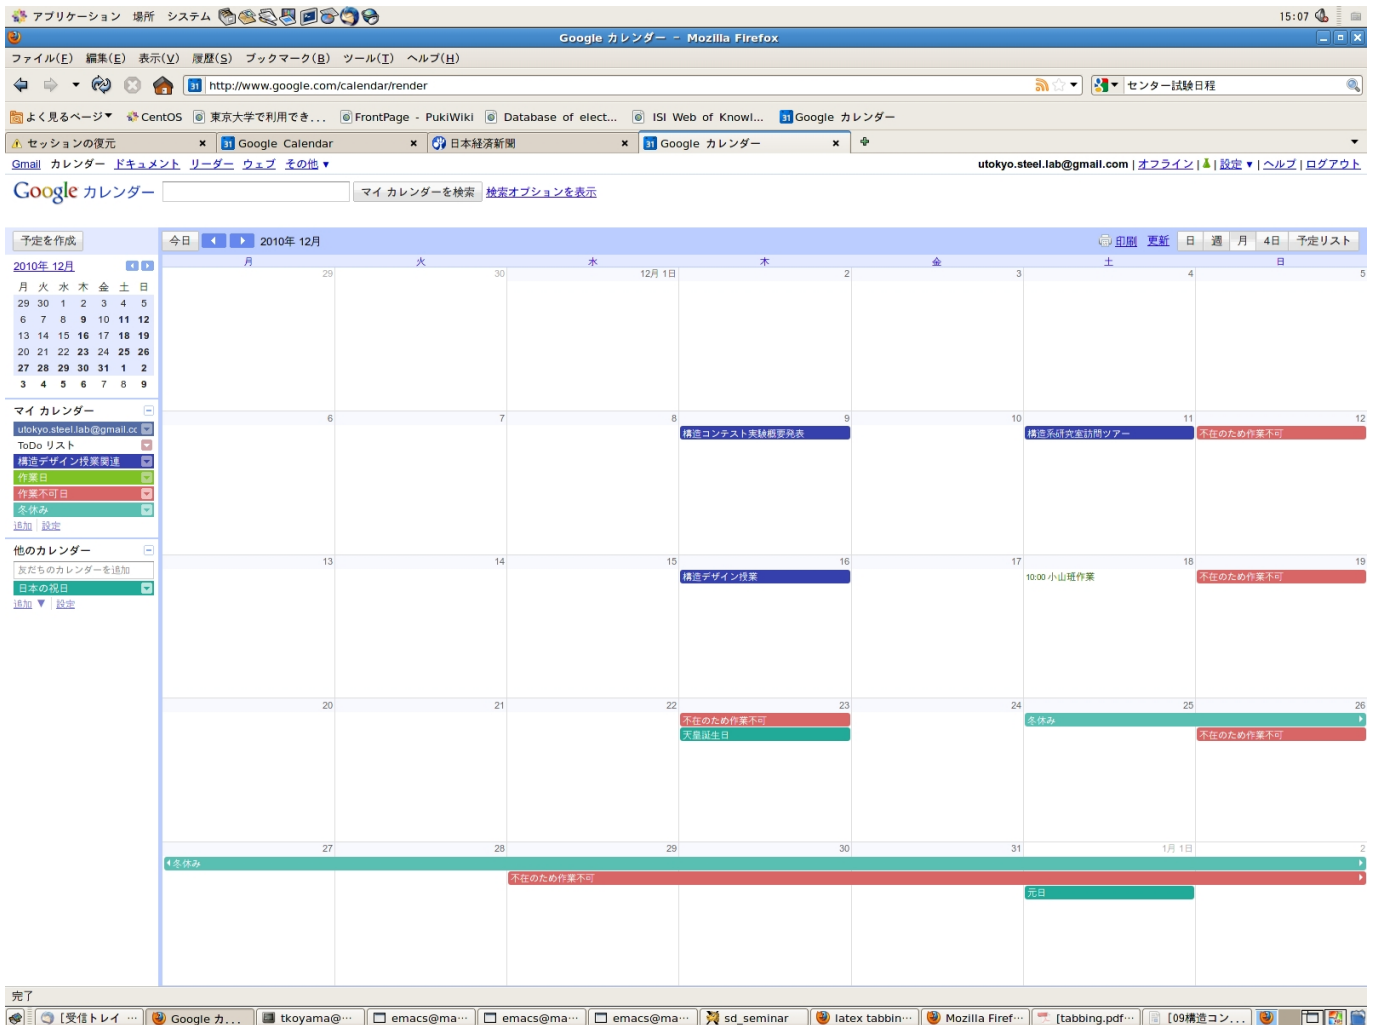 アプリケーション 場所 システム 15:07
Google カレンダー - Mozilla Firefox
ファイル(F) 編集(E) 表示(V) 履歴(S) ブックマーク(B) ツール(T) ヘルプ(H)
http://www.google.com/calendar/render センター試験日程
よく見るページ CentOS 東京大学で利用でき... FrontPage - PukiWiki Database of elect... ISI Web of Knowl... Google カレンダー
セッションの復元 Google Calendar 日本経済新聞 Google カレンダー
Gmail カレンダー ドキュメント リーダー ウェブ その他 ▼ utokyo.steel.lab@gmail.com | オフライン | 設定 ▼ | ヘルプ | ログアウト
Google カレンダー マイ カレンダーを検索 検索オプションを表示
予定を作成 今日 2010年 12月 印刷 更新 日 週 月 4日 予定リスト
2010年 12月
月 火 水 木 金 土 日
29 30 1 2 3 4 5
6 7 8 9 10 11 12
13 14 15 16 17 18 19
20 21 22 23 24 25 26
27 28 29 30 31 1 2
3 4 5 6 7 8 9
マイ カレンダー
utokyo.steel.lab@gmail.cc
ToDo リスト
構造デザイン授業関連
作業日
作業不可日
冬休み
追加 | 設定
他のカレンダー
友だちのカレンダーを追加
日本の祝日
追加 ▼ | 設定
月 火 水 木 金 土 日
29 30 12月 1日 2 3 4 5
6 7 8 9 10 11 12
構造コンテスト実験概要発表 構造系研究室訪問ツアー 不在のため作業不可
13 14 15 16 17 18 19
構造デザイン授業 10:00 小山班作業 不在のため作業不可
20 21 22 23 24 25 26
不在のため作業不可 冬休み
天皇誕生日 不在のため作業不可
27 28 29 30 31 1月 1日 2
冬休み
不在のため作業不可
元日
完了
[受信トレイ … Google カ... tkoyama@… emacs@ma… emacs@ma… emacs@ma… sd_seminar latex tabbin… Mozilla Firef… [tabbing.pdf… [09構造コン...